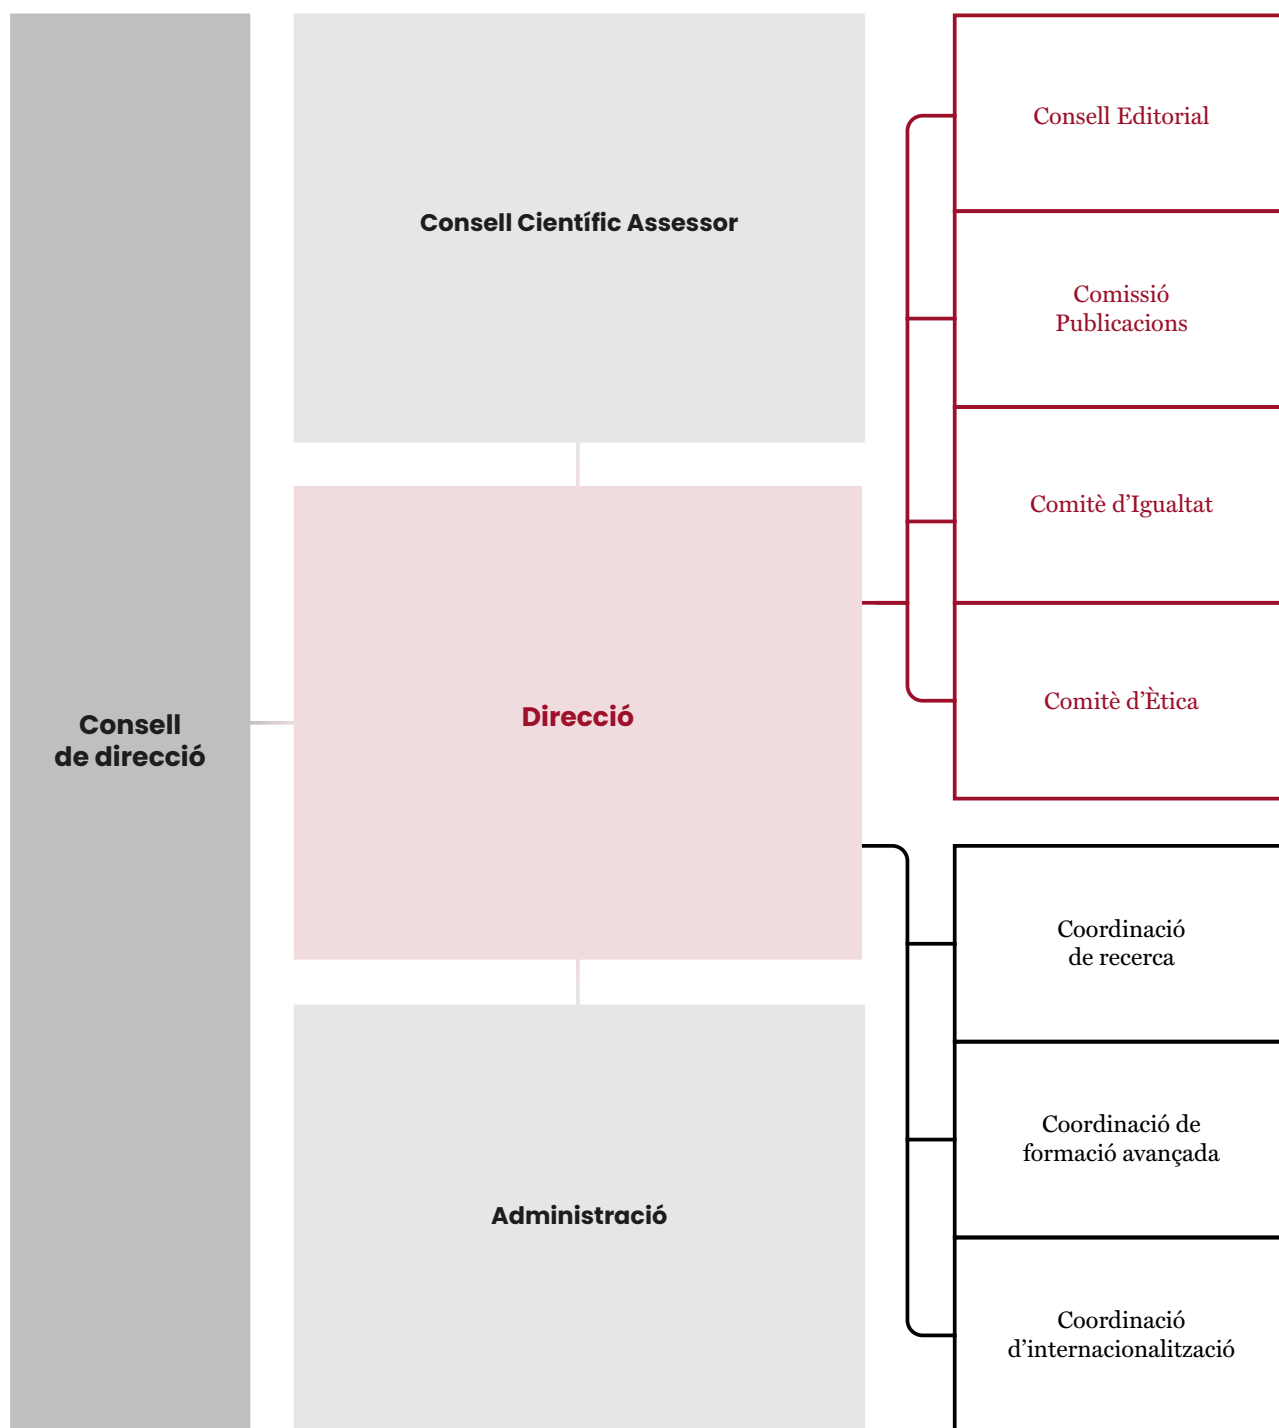 Consell
de direcció
Consell Científic Assessor
Direcció
Administració
Consell Editorial
Comissió
Publicacions
Comitè d’Igualtat
Comitè d’Ètica
Coordinació
de recerca
Coordinació de
formació avançada
Coordinació
d’internacionalització